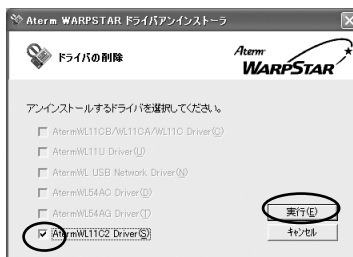 Aterm WARPSTAR ドライバアンインストーラ
ドライバの削除
Aterm
WARPSTAR
アンインストールするドライバを選択してください。
AtermWL11CB/WL11CA/WL11C Driver(C)
AtermWL11U Driver(U)
AtermWL USB Network Driver(N)
AtermWL54AC Driver(D)
AtermWL54AG Driver(T)
AtermWL11C2 Driver(S)
実行(E)
キャンセル